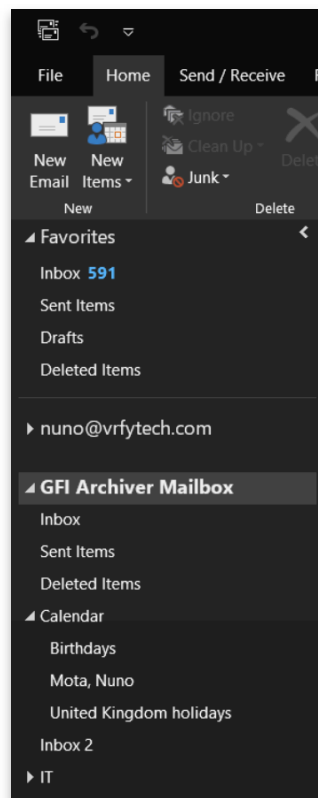 File Home Send / Receive
Ignore
Clean Up
Delet
New Email
New Items
Junk
New
Delete
Favorites
Inbox 591
Sent Items
Drafts
Deleted Items
nuno@vrfytech.com
GFI Archiver Mailbox
Inbox
Sent Items
Deleted Items
Calendar
Birthdays
Mota, Nuno
United Kingdom holidays
Inbox 2
IT